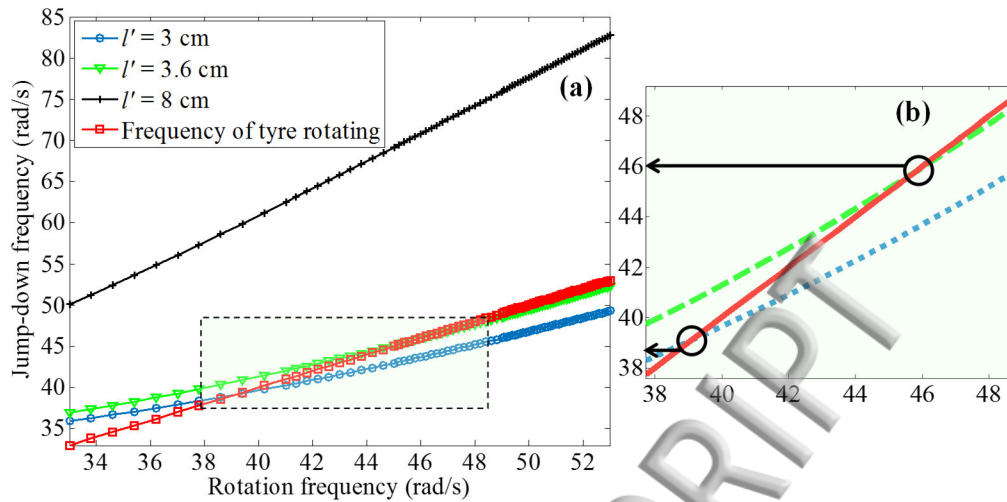 85
80
75
70
65
60
55
50
45
40
35
Jump-down frequency (rad/s)
l' = 3 cm
l' = 3.6 cm
l' = 8 cm
Frequency of tyre rotating
(a)
34 36 38 40 42 44 46 48 50 52
Rotation frequency (rad/s)
(b)
48
46
44
42
40
38
38 40 42 44 46 48
RIPT